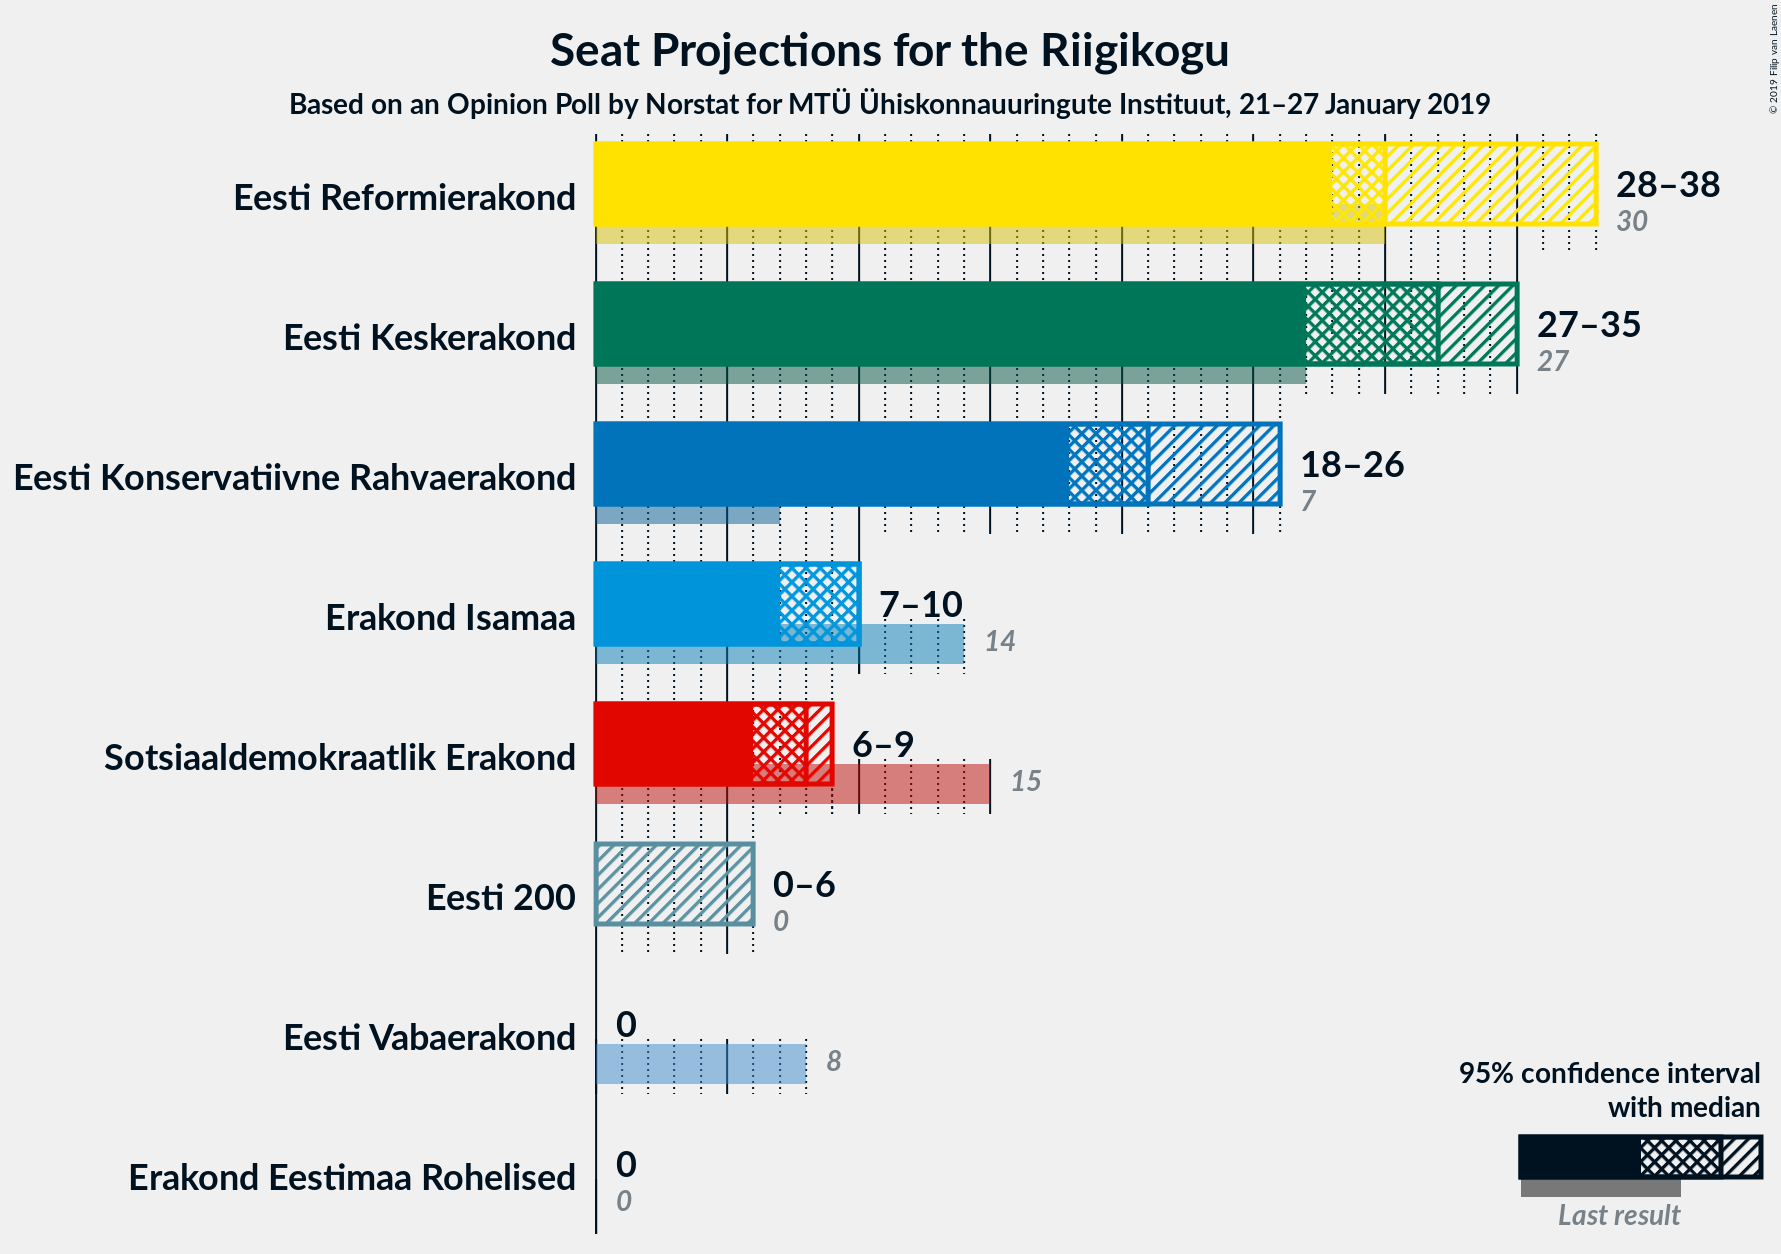 Seat Projections for the Riigikogu
Based on an Opinion Poll by Norstat for MTÜ Ühiskonnauuringute Instituut, 21–27 January 2019
© 2019 Filip van Laenen
Eesti Reformierakond
28–38
30
Eesti Keskerakond
27–35
27
Eesti Konservatiivne Rahvaerakond
18–26
7
Erakond Isamaa
7–10
14
Sotsiaaldemokraatlik Erakond
6–9
15
Eesti 200
0–6
0
Eesti Vabaerakond
0
8
Erakond Eestimaa Rohelised
0
0
95% confidence interval
with median
Last result